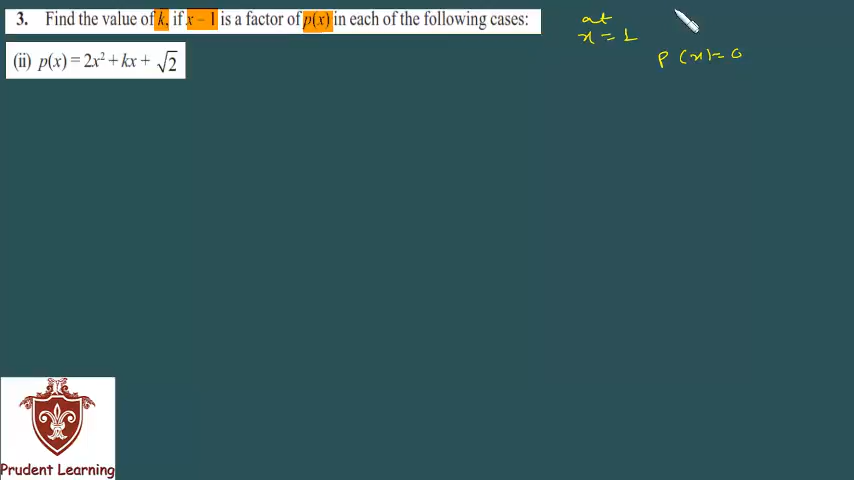 3. Find the value of k, if x – 1 is a factor of p(x) in each of the following cases:
(ii) p(x) = 2x² + kx + √2
at
x = 1
p (x) = 0
Prudent Learning